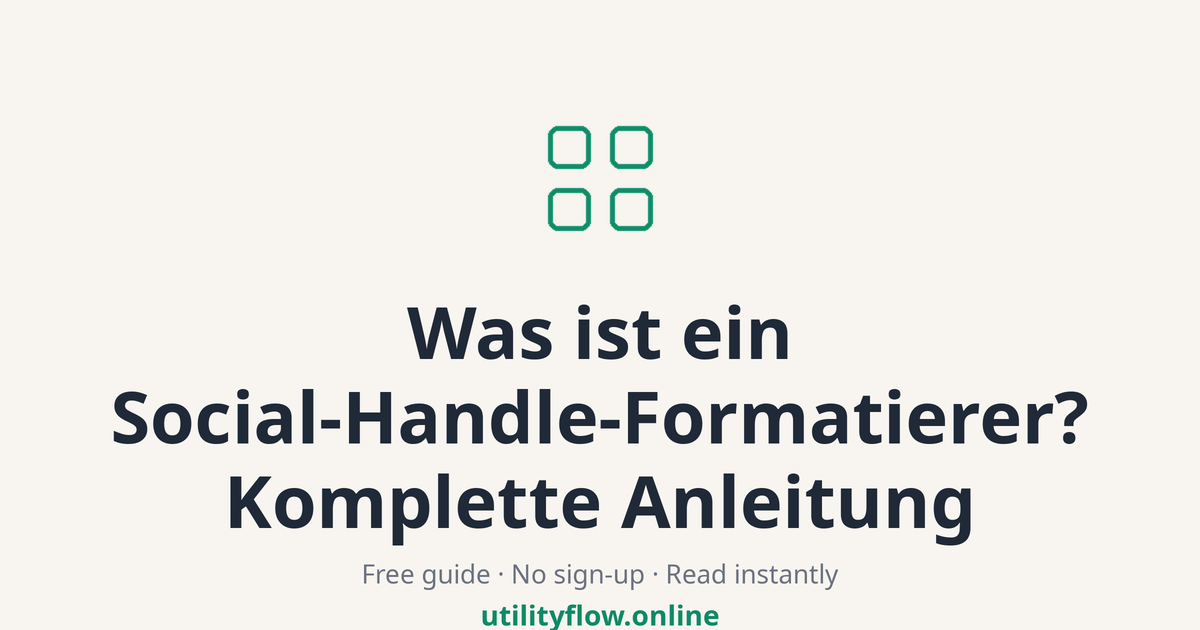 Was ist ein
Social-Handle-Formatierer?
Komplette Anleitung
Free guide · No sign-up · Read instantly
utilityflow.online